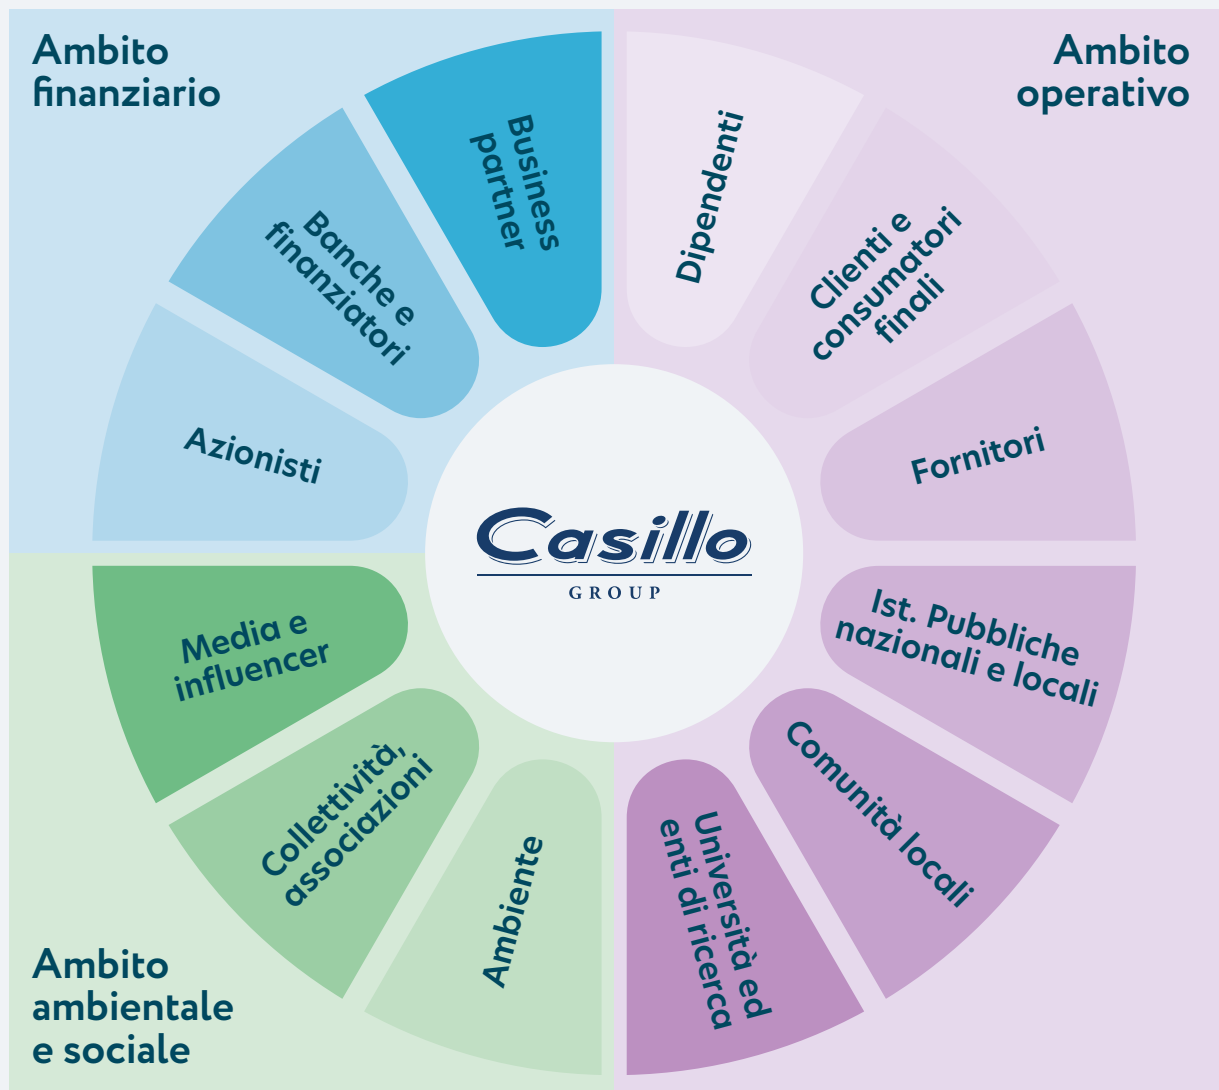 Ambito
finanziario
Business
partner
Banche e
finanziatori
Azionisti
Ambito
operativo
Dipendenti
Clienti e
consumatori
finali
Fornitori
Ist. Pubbliche
nazionali e locali
Comunità locali
Università ed
enti di ricerca
Casillo
GROUP
Media e
influencer
Collettività,
associazioni
Ambiente
Ambito
ambientale
e sociale